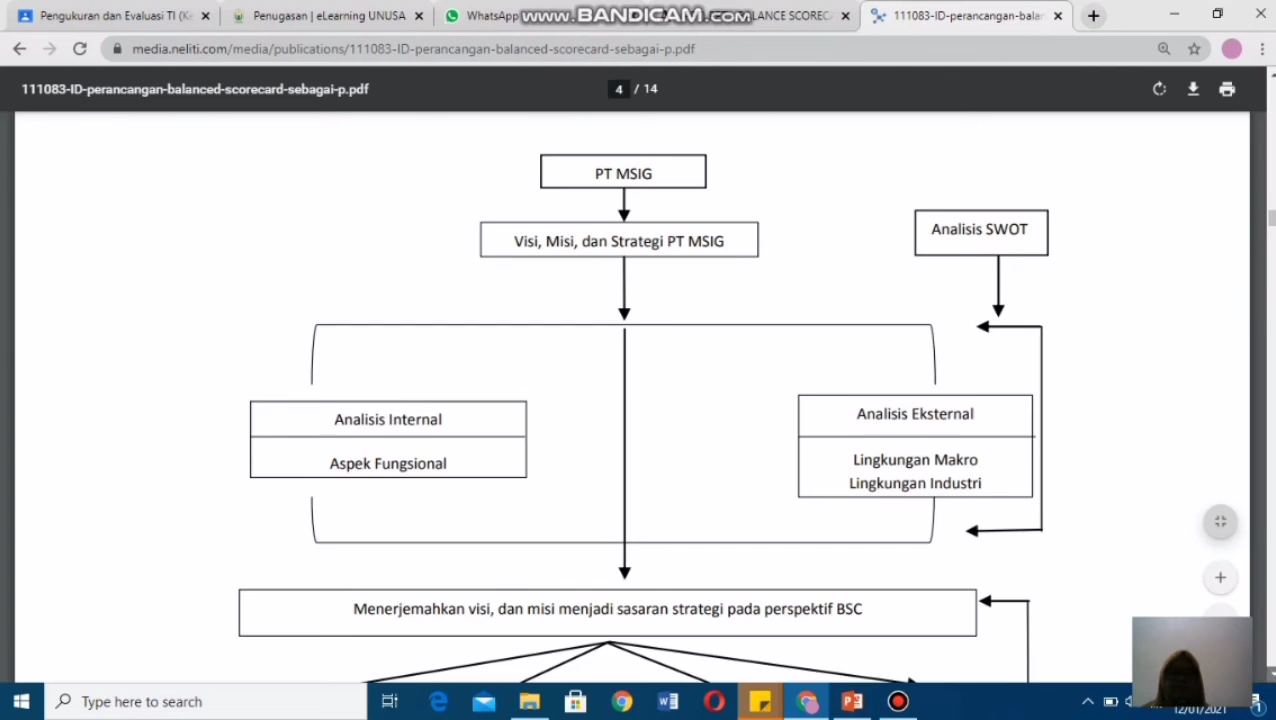 Pengukuran dan Evaluasi TI (Ke
Penugasan | eLearning UNUSA
WhatsApp
www.BANDICAM.com
LANCE SCOREC
111083-ID-perancangan-balan
media.neliti.com/media/publications/111083-ID-perancangan-balanced-scorecard-sebagai-p.pdf
111083-ID-perancangan-balanced-scorecard-sebagai-p.pdf
4 / 14
PT MSIG
Visi, Misi, dan Strategi PT MSIG
Analisis SWOT
Analisis Internal
Aspek Fungsional
Analisis Eksternal
Lingkungan Makro
Lingkungan Industri
Menerjemahkan visi, dan misi menjadi sasaran strategi pada perspektif BSC
Type here to search
12/01/2021